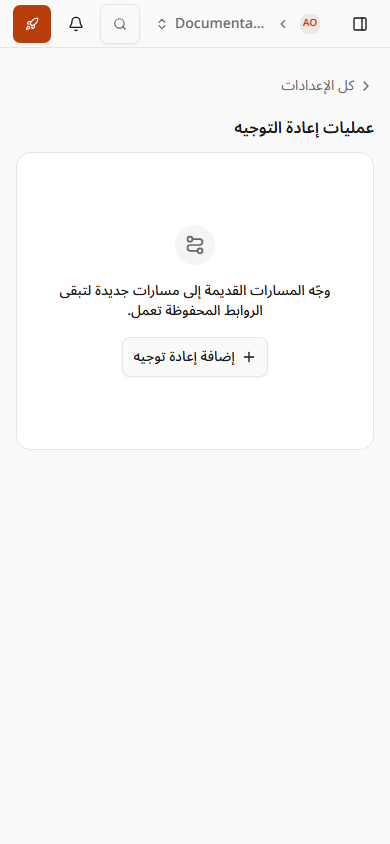 AO
Documenta...
كل الإعدادات
عمليات إعادة التوجيه
وجّه المسارات القديمة إلى مسارات جديدة لتبقى
الروابط المحفوظة تعمل.
إضافة إعادة توجيه